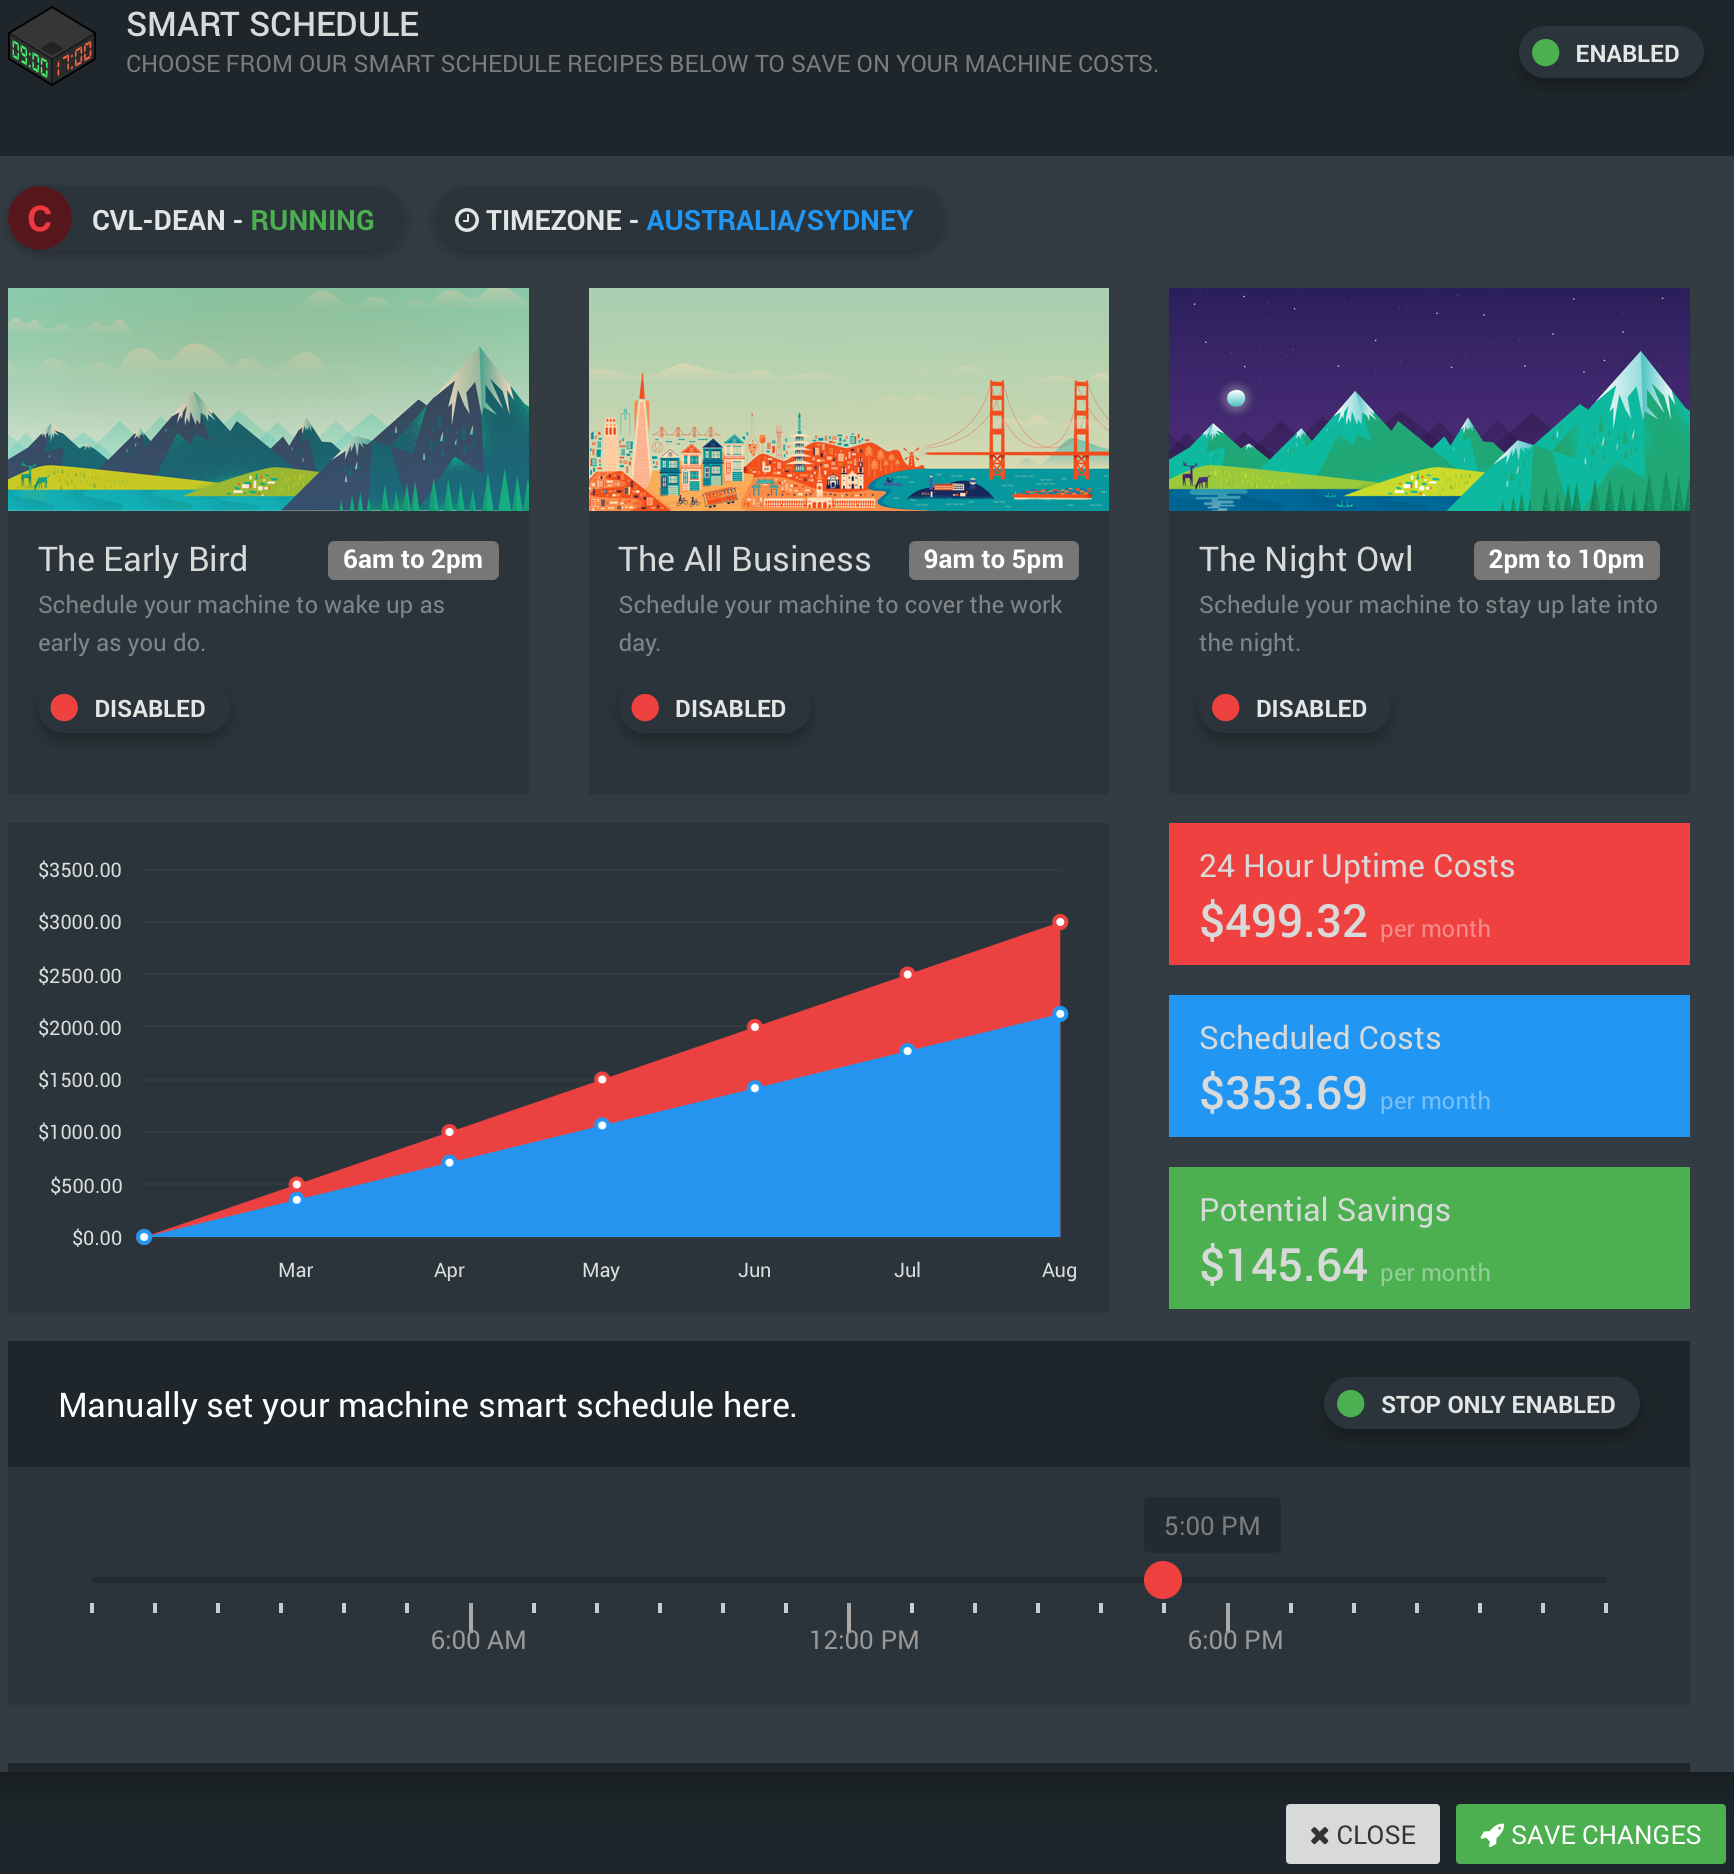 SMART SCHEDULE
CHOOSE FROM OUR SMART SCHEDULE RECIPES BELOW TO SAVE ON YOUR MACHINE COSTS.
09:00 17:00
ENABLED
C CVL-DEAN - RUNNING
TIMEZONE - AUSTRALIA/SYDNEY
The Early Bird 6am to 2pm
Schedule your machine to wake up as
early as you do.
DISABLED
The All Business 9am to 5pm
Schedule your machine to cover the work
day.
DISABLED
The Night Owl 2pm to 10pm
Schedule your machine to stay up late into
the night.
DISABLED
$3500.00
$3000.00
$2500.00
$2000.00
$1500.00
$1000.00
$500.00
$0.00
Mar Apr May Jun Jul Aug
24 Hour Uptime Costs
$499.32 per month
Scheduled Costs
$353.69 per month
Potential Savings
$145.64 per month
Manually set your machine smart schedule here.
STOP ONLY ENABLED
5:00 PM
6:00 AM 12:00 PM 6:00 PM
CLOSE
SAVE CHANGES